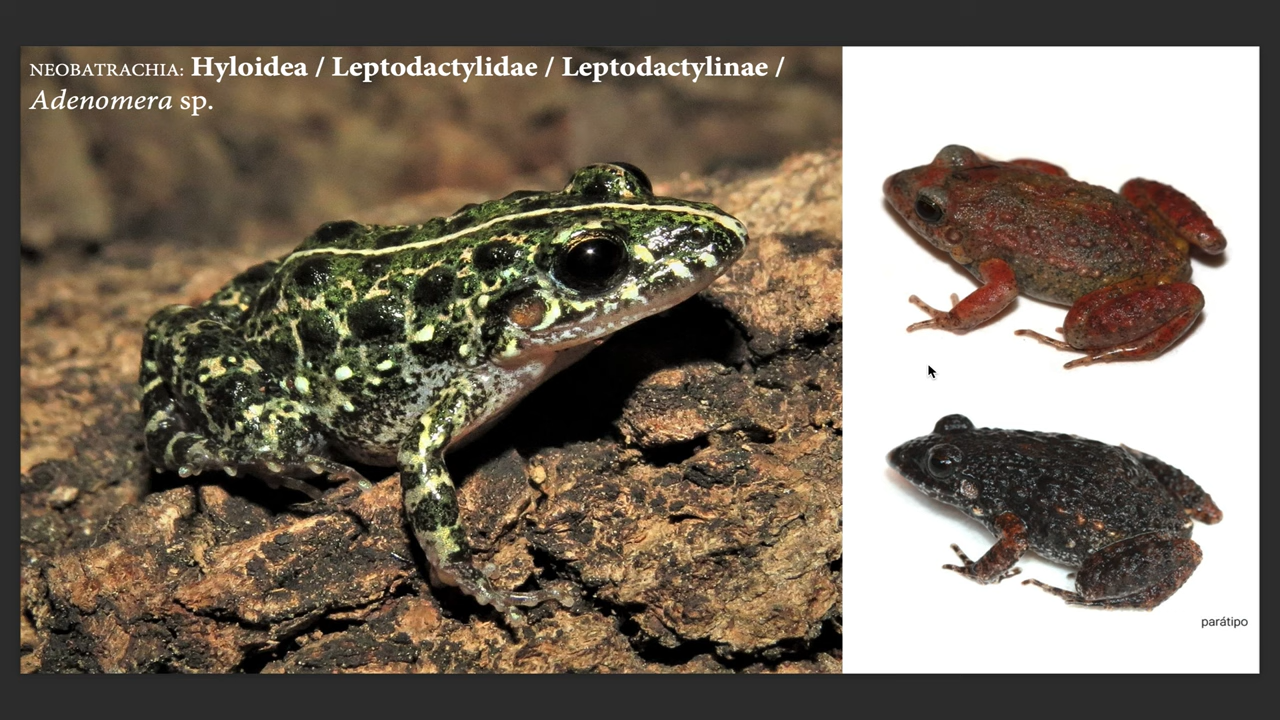 NEOBATRACHIA: Hyloidea / Leptodactylidae / Leptodactylinae /
Adenomera sp.
parátipo